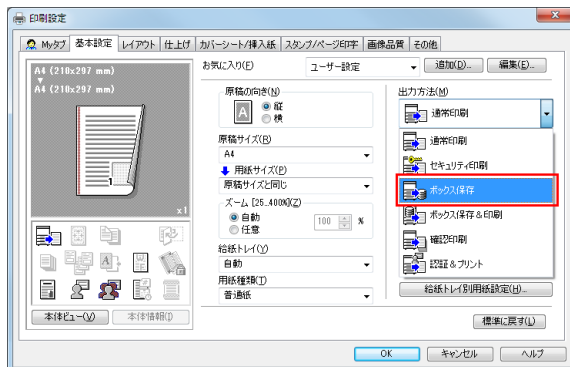 印刷設定
Myタブ 基本設定 レイアウト 仕上げ カバーシート/挿入紙 スタンプ/ページ印字 画像品質 その他
A4 (210x297 mm)
A4 (210x297 mm)
x1
本体ビュー(V)... 本体情報(J)
お気に入り(F) ユーザー設定 追加(D)... 編集(E)...
原稿の向き(N)
縦
横
原稿サイズ(R)
A4
用紙サイズ(P)
原稿サイズと同じ
ズーム [25..400%](Z)
自動
任意
100 %
給紙トレイ(Y)
自動
用紙種類(T)
普通紙
出力方法(M)
通常印刷
通常印刷
セキュリティ印刷
ボックス保存
ボックス保存&印刷
確認印刷
認証&プリント
給紙トレイ別用紙設定(H)...
標準に戻す(L)
OK キャンセル ヘルプ